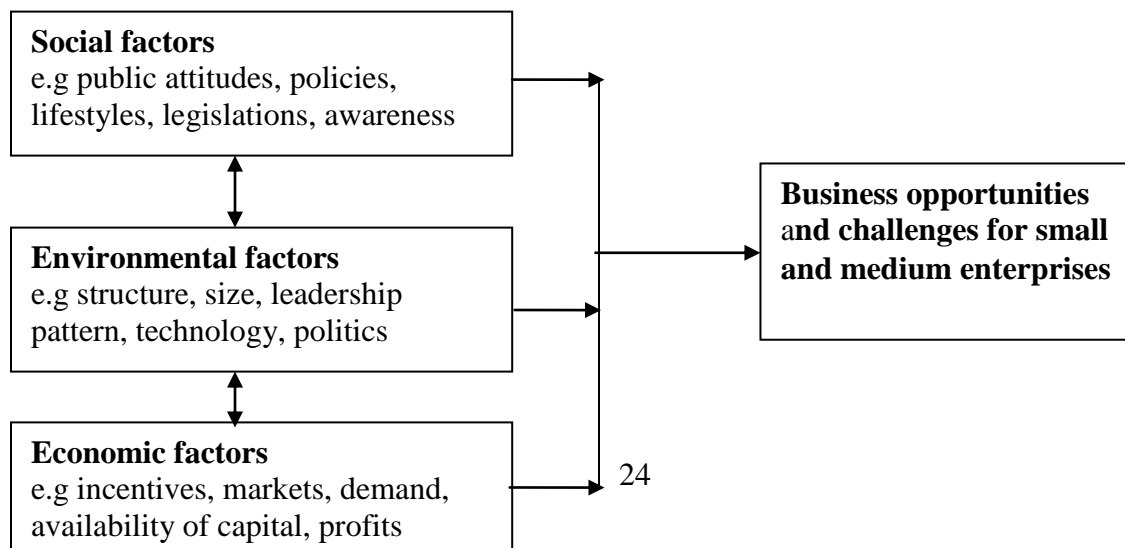 Social factors
e.g public attitudes, policies,
lifestyles, legislations, awareness
Environmental factors
e.g structure, size, leadership
pattern, technology, politics
Economic factors
e.g incentives, markets, demand,
availability of capital, profits
24
Business opportunities
and challenges for small
and medium enterprises